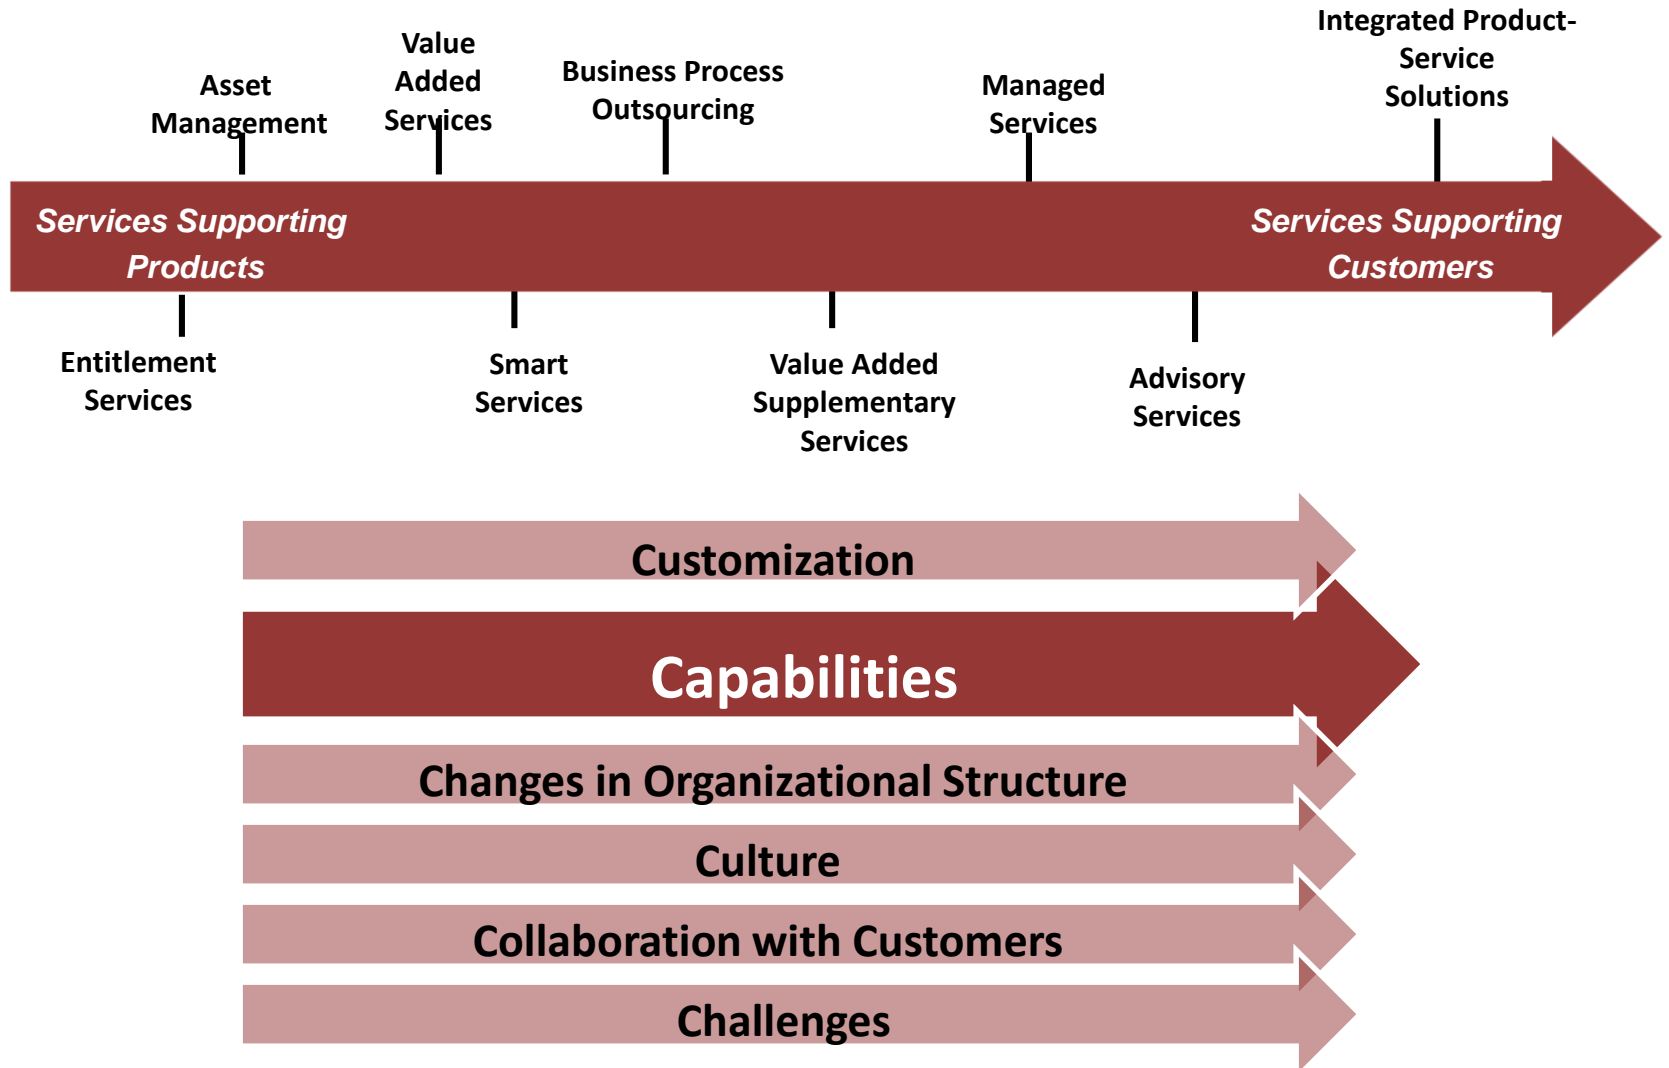 Asset
Management
Value
Added
Services
Business Process
Outsourcing
Managed
Services
Integrated Product-
Service
Solutions
Services Supporting
Products
Services Supporting
Customers
Entitlement
Services
Smart
Services
Value Added
Supplementary
Services
Advisory
Services
Customization
Capabilities
Changes in Organizational Structure
Culture
Collaboration with Customers
Challenges